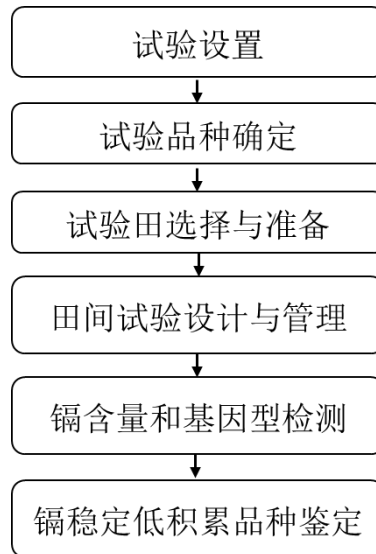 试验设置
试验品种确定
试验田选择与准备
田间试验设计与管理
镉含量和基因型检测
镉稳定低积累品种鉴定